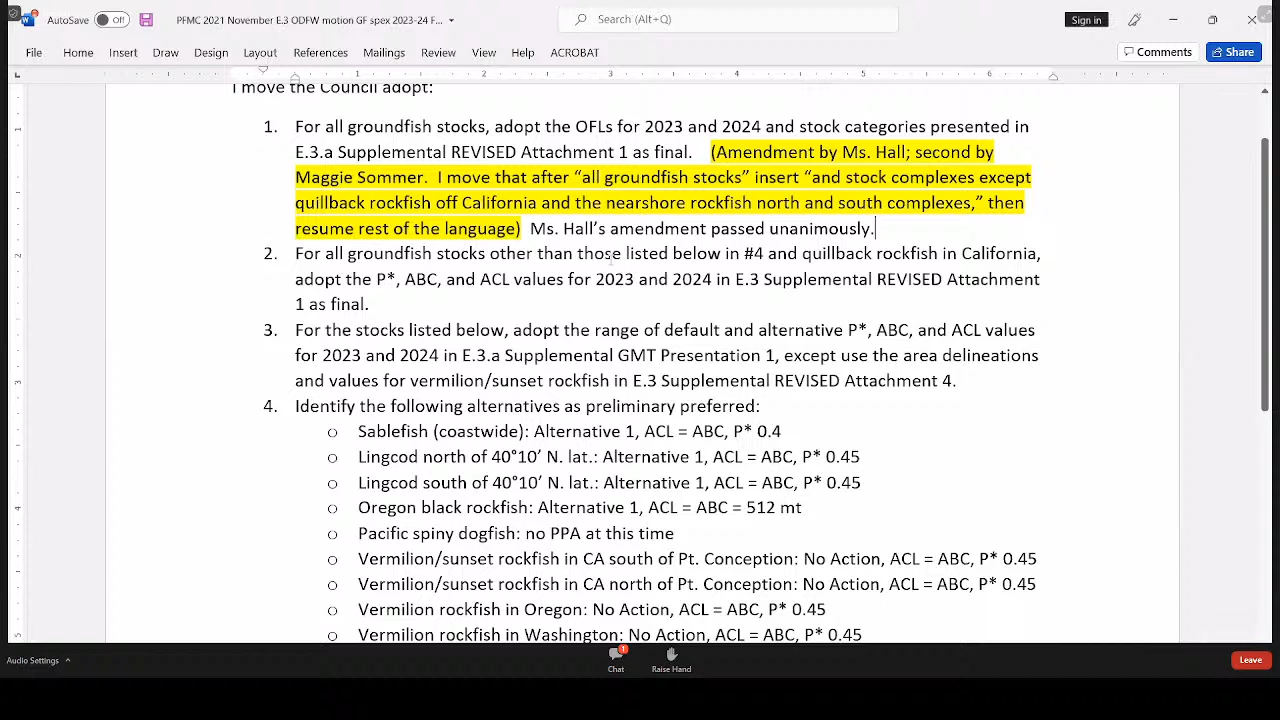 AutoSave Off PFMC 2021 November E.3 ODFW motion GF spex 2023-24 F... Search (Alt+Q) Sign in
File Home Insert Draw Design Layout References Mailings Review View Help ACROBAT Comments Share
1 2 3 4 5 6
I move the Council adopt:
1. For all groundfish stocks, adopt the OFLs for 2023 and 2024 and stock categories presented in
E.3.a Supplemental REVISED Attachment 1 as final. (Amendment by Ms. Hall; second by
Maggie Sommer. I move that after “all groundfish stocks” insert “and stock complexes except
quillback rockfish off California and the nearshore rockfish north and south complexes,” then
resume rest of the language) Ms. Hall’s amendment passed unanimously.
2. For all groundfish stocks other than those listed below in #4 and quillback rockfish in California,
adopt the P*, ABC, and ACL values for 2023 and 2024 in E.3 Supplemental REVISED Attachment
1 as final.
3. For the stocks listed below, adopt the range of default and alternative P*, ABC, and ACL values
for 2023 and 2024 in E.3.a Supplemental GMT Presentation 1, except use the area delineations
and values for vermilion/sunset rockfish in E.3 Supplemental REVISED Attachment 4.
4. Identify the following alternatives as preliminary preferred:
o Sablefish (coastwide): Alternative 1, ACL = ABC, P* 0.4
o Lingcod north of 40°10’ N. lat.: Alternative 1, ACL = ABC, P* 0.45
o Lingcod south of 40°10’ N. lat.: Alternative 1, ACL = ABC, P* 0.45
o Oregon black rockfish: Alternative 1, ACL = ABC = 512 mt
o Pacific spiny dogfish: no PPA at this time
o Vermilion/sunset rockfish in CA south of Pt. Conception: No Action, ACL = ABC, P* 0.45
o Vermilion/sunset rockfish in CA north of Pt. Conception: No Action, ACL = ABC, P* 0.45
o Vermilion rockfish in Oregon: No Action, ACL = ABC, P* 0.45
o Vermilion rockfish in Washington: No Action, ACL = ABC, P* 0.45
1
2
3
4
5
Audio Settings Chat 1 Raise Hand Leave